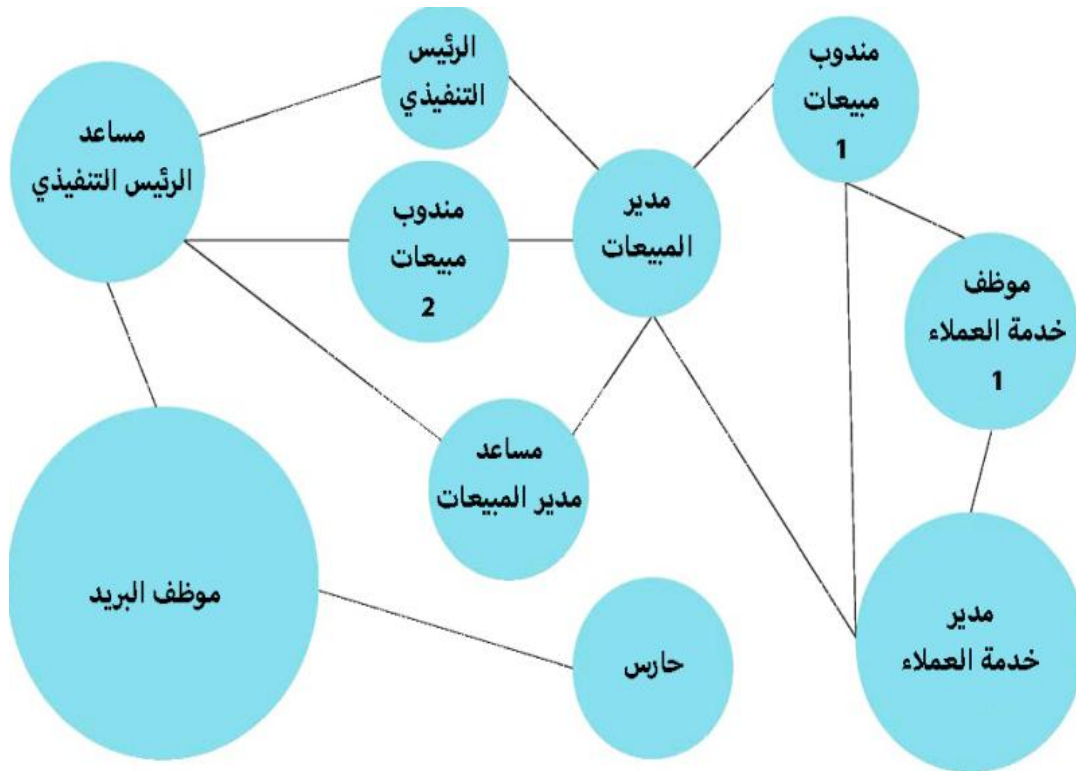 الرئيس
التنفيذي
مندوب
مبيعات
1
مساعد
الرئيس التنفيذي
مدير
المبيعات
مندوب
مبيعات
2
موظف
خدمة العملاء
1
مساعد
مدير المبيعات
موظف البريد
حارس
مدير
خدمة العملاء